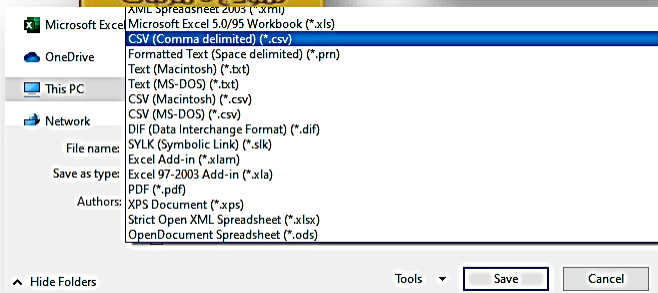 XML Spreadsheet 2003 (*.xml)
Microsoft Excel
Microsoft Excel 5.0/95 Workbook (*.xls)
CSV (Comma delimited) (*.csv)
OneDrive
Formatted Text (Space delimited) (*.prn)
Text (Macintosh) (*.txt)
This PC
Text (MS-DOS) (*.txt)
CSV (Macintosh) (*.csv)
CSV (MS-DOS) (*.csv)
Network
DIF (Data Interchange Format) (*.dif)
File name:
SYLK (Symbolic Link) (*.slk)
Excel Add-in (*.xlam)
Save as type:
Excel 97-2003 Add-in (*.xla)
PDF (*.pdf)
Authors:
XPS Document (*.xps)
Strict Open XML Spreadsheet (*.xlsx)
OpenDocument Spreadsheet (*.ods)
Hide Folders
Tools
Save
Cancel